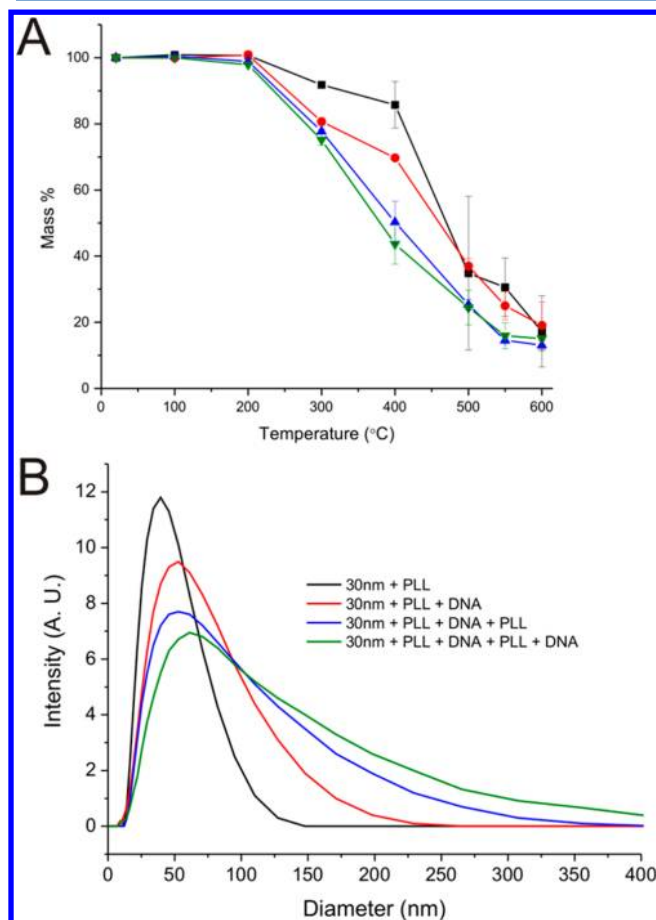 A
100
80
60
40
20
0
Mass %
0
100
200
300
400
500
600
Temperature (°C)
B
12
10
8
6
4
2
0
Intensity (A. U.)
30nm + PLL
30nm + PLL + DNA
30nm + PLL + DNA + PLL
30nm + PLL + DNA + PLL + DNA
0
50
100
150
200
250
300
350
400
Diameter (nm)